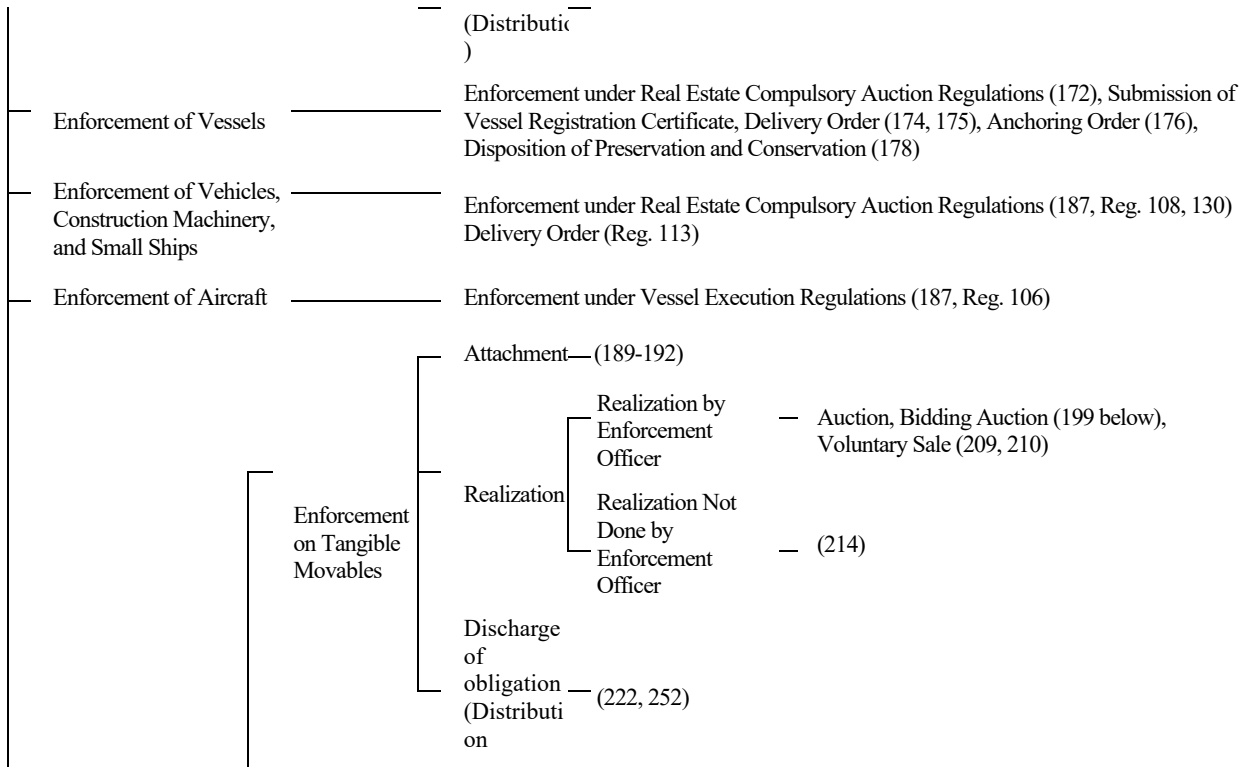 (Distributic
)
Enforcement of Vessels
Enforcement under Real Estate Compulsory Auction Regulations (172), Submission of
Vessel Registration Certificate, Delivery Order (174, 175), Anchoring Order (176),
Disposition of Preservation and Conservation (178)
Enforcement of Vehicles,
Construction Machinery,
and Small Ships
Enforcement under Real Estate Compulsory Auction Regulations (187, Reg. 108, 130)
Delivery Order (Reg. 113)
Enforcement of Aircraft
Enforcement under Vessel Execution Regulations (187, Reg. 106)
Enforcement
on Tangible
Movables
Attachment
(189-192)
Realization
Realization by
Enforcement
Officer
Auction, Bidding Auction (199 below),
Voluntary Sale (209, 210)
Realization Not
Done by
Enforcement
Officer
(214)
Discharge
of
obligation
(Distributi
on
(222, 252)